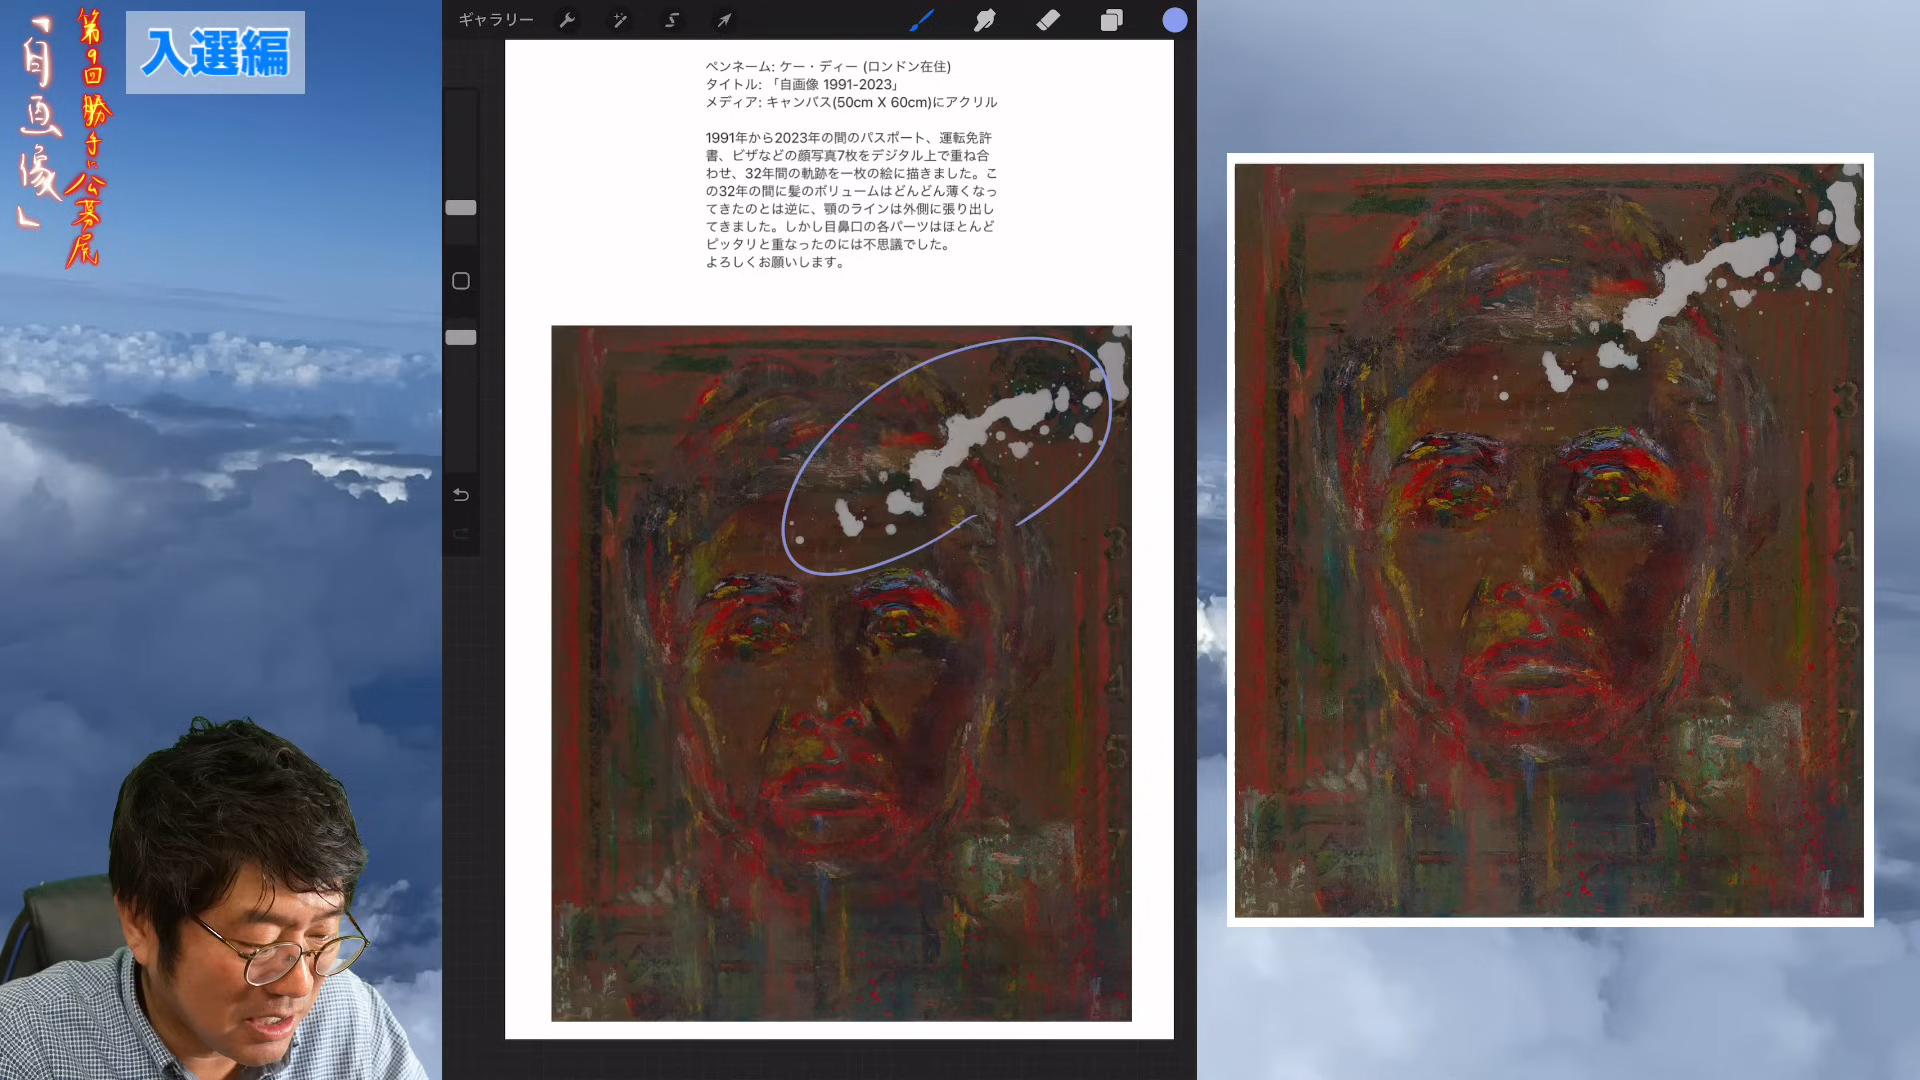 第9回 勝手に公募展
「自画像」
入選編
ギャラリー
ペンネーム: ケー・ディー (ロンドン在住)
タイトル: 「自画像 1991-2023」
メディア: キャンバス(50cm X 60cm)にアクリル
1991年から2023年の間のパスポート、運転免許
書、ビザなどの顔写真7枚をデジタル上で重ね合
わせ、32年間の軌跡を一枚の絵に描きました。こ
の32年の間に髪のボリュームはどんどん薄くなっ
てきたのとは逆に、顎のラインは外側に張り出し
てきました。しかし目鼻口の各パーツはほとんど
ピッタリと重なったのには不思議でした。
よろしくお願いします。
3
4
4
5
7
3
4
4
5
7